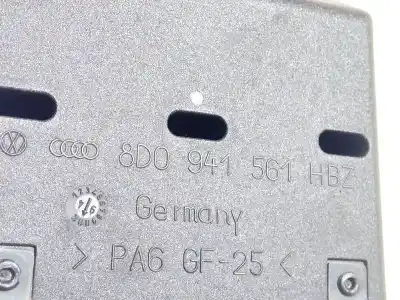 8D0 941 561 HBZ
Germany
> PA6 GF-25 <